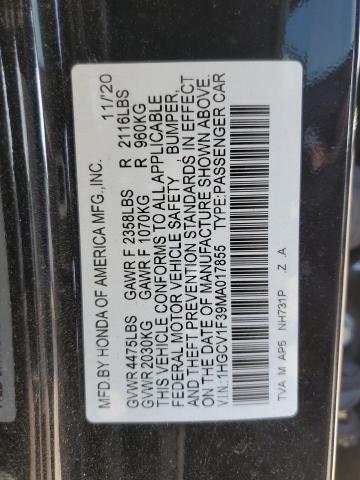 MFD BY HONDA OF AMERICA MFG.,INC. 11/20
GVWR 4475LBS GAWR F 2358LBS R 2116LBS
GVWR 2030KG GAWR F 1070KG R 960KG
THIS VEHICLE CONFORMS TO ALL APPLICABLE
FEDERAL MOTOR VEHICLE SAFETY , BUMPER,
AND THEFT PREVENTION STANDARDS IN EFFECT
ON THE DATE OF MANUFACTURE SHOWN ABOVE.
V.I.N.:1HGCV1F39MA017855 TYPE:PASSENGER CAR
TVA M AP5 NH731P .Z .A